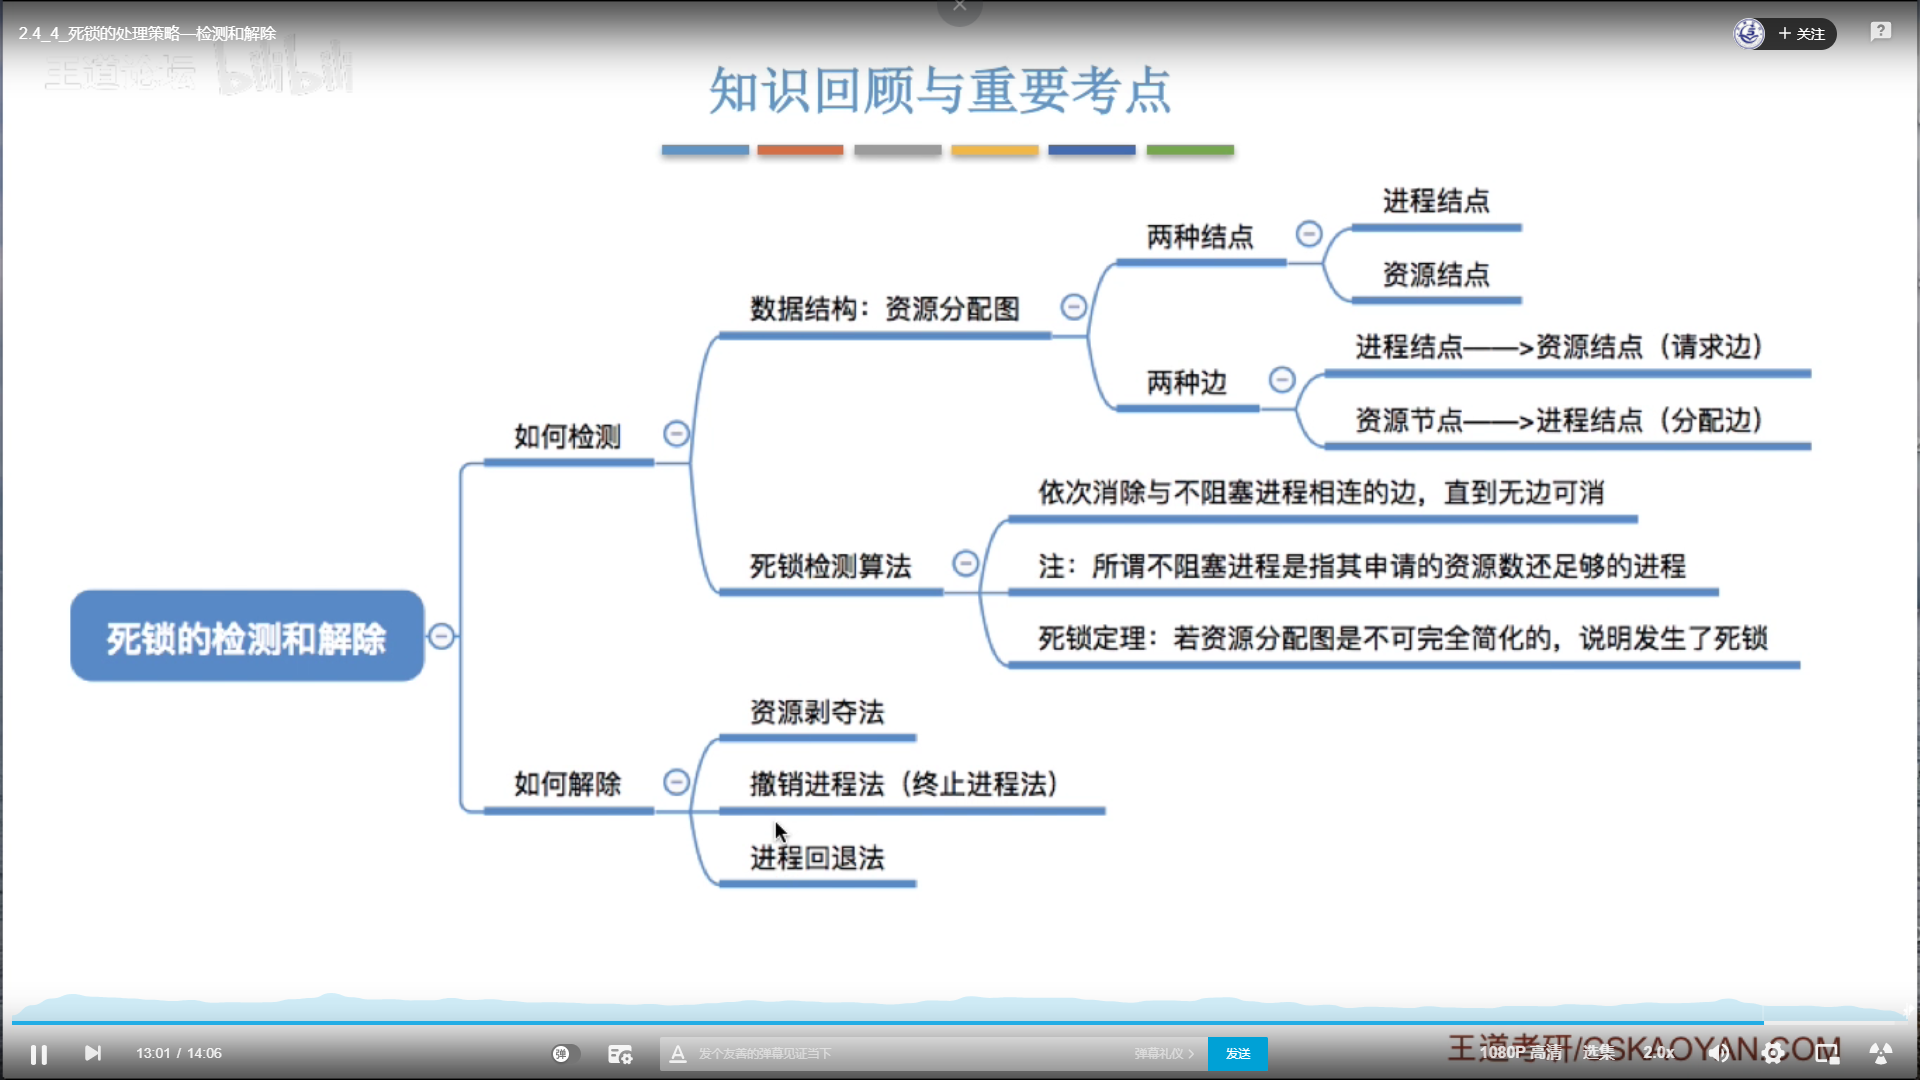 2.4_4_死锁的处理策略—检测和解除
+ 关注
王道论坛 bilibili
知识回顾与重要考点
进程结点
两种结点
资源结点
数据结构：资源分配图
进程结点——>资源结点（请求边）
两种边
资源节点——>进程结点（分配边）
如何检测
依次消除与不阻塞进程相连的边，直到无边可消
死锁检测算法
注：所谓不阻塞进程是指其申请的资源数还足够的进程
死锁定理：若资源分配图是不可完全简化的，说明发生了死锁
死锁的检测和解除
资源剥夺法
如何解除
撤销进程法（终止进程法）
进程回退法
王道考研/CSKAOYAN.COM
13:01 / 14:06
弹
发个友善的弹幕见证当下
弹幕礼仪 >
发送
1080P 高清
选集
2.0x